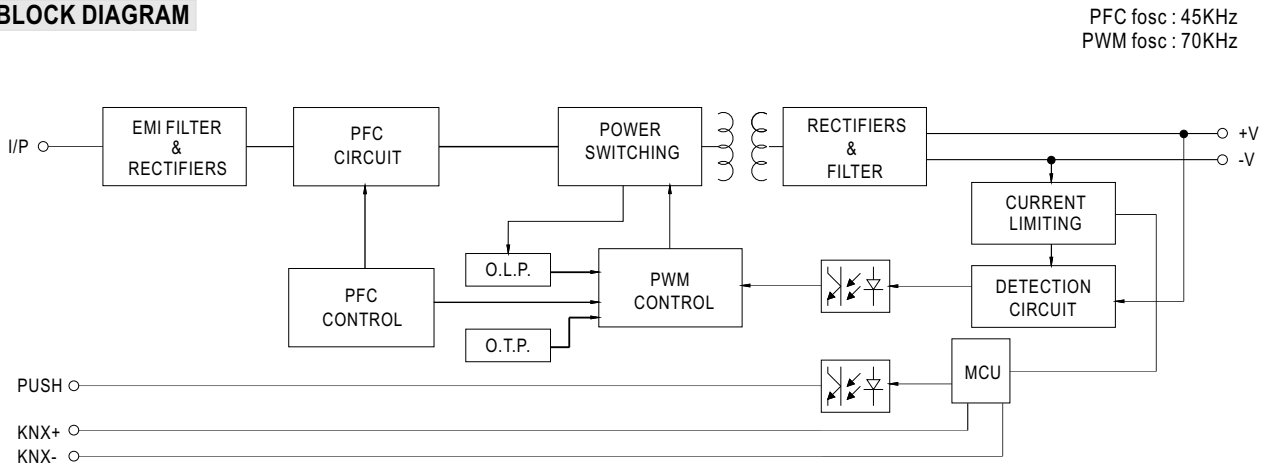 BLOCK DIAGRAM
PFC fosc : 45KHz
PWM fosc : 70KHz
I/P
EMI FILTER
&
RECTIFIERS
PFC
CIRCUIT
POWER
SWITCHING
RECTIFIERS
&
FILTER
+V
-V
CURRENT
LIMITING
O.L.P.
PFC
CONTROL
PWM
CONTROL
DETECTION
CIRCUIT
O.T.P.
MCU
PUSH
KNX+
KNX-